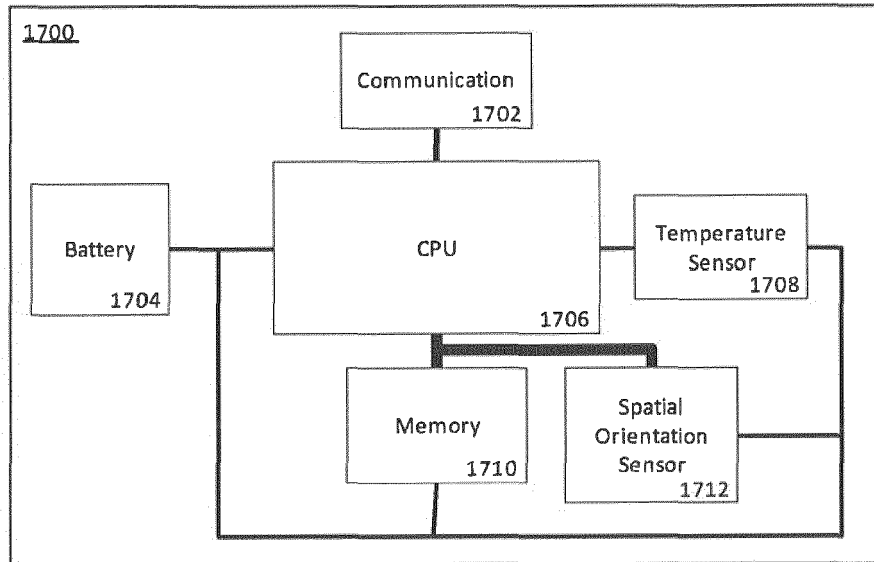 1700
Communication
1702
Battery
1704
CPU
1706
Temperature
Sensor
1708
Memory
1710
Spatial
Orientation
Sensor
1712